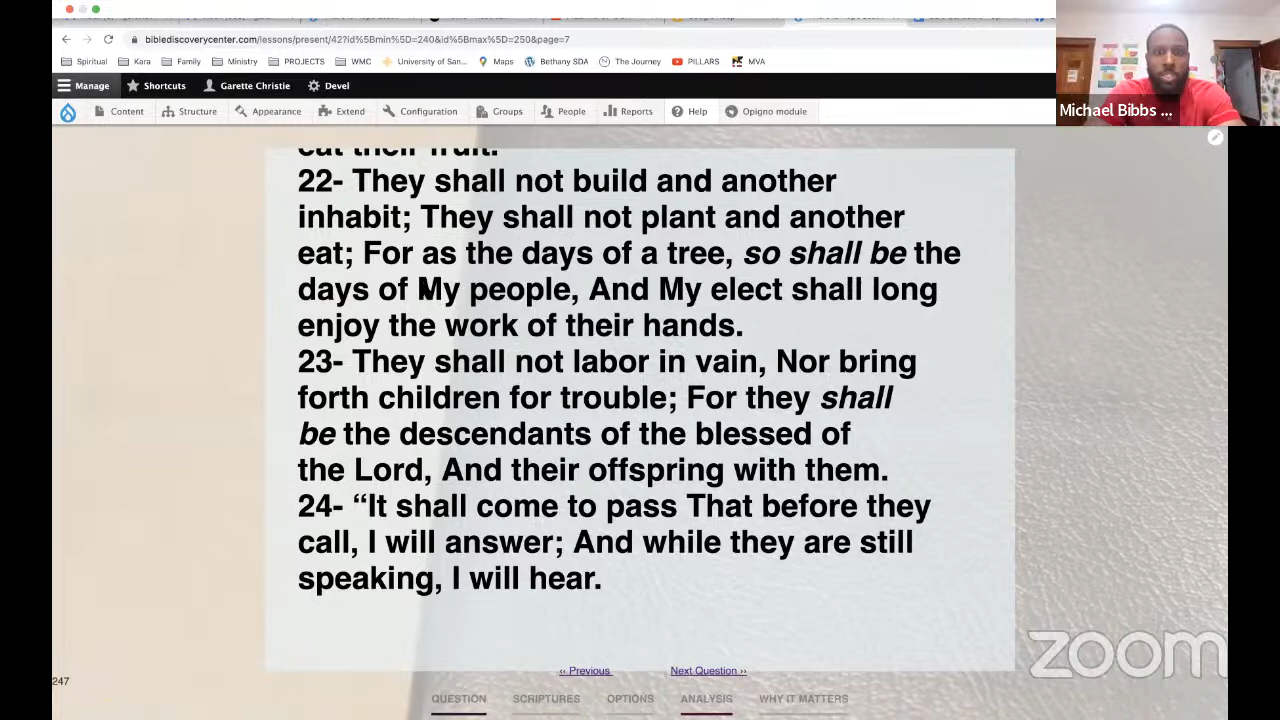 biblediscoverycenter.com/lessons/present/42?id%5Bmin%5D=240&id%5Bmax%5D=250&page=7
Spiritual Kara Family Ministry PROJECTS WMC University of San... Maps Bethany SDA The Journey PILLARS MVA
Manage Shortcuts Garette Christie Devel
Content Structure Appearance Extend Configuration Groups People Reports Help Opigno module
Michael Bibbs ...
eat their fruit.
22- They shall not build and another
inhabit; They shall not plant and another
eat; For as the days of a tree, so shall be the
days of My people, And My elect shall long
enjoy the work of their hands.
23- They shall not labor in vain, Nor bring
forth children for trouble; For they shall
be the descendants of the blessed of
the Lord, And their offspring with them.
24- “It shall come to pass That before they
call, I will answer; And while they are still
speaking, I will hear.
zoom
‹‹ Previous Next Question ››
247
QUESTION SCRIPTURES OPTIONS ANALYSIS WHY IT MATTERS